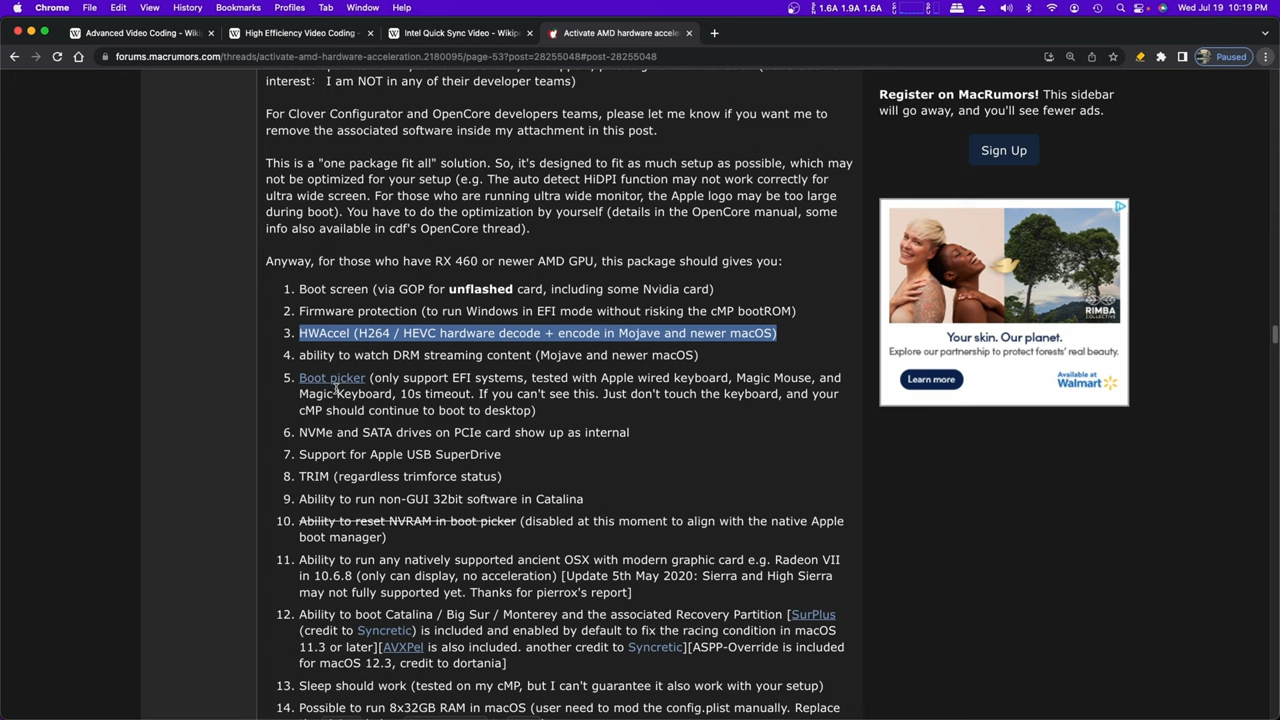 Chrome File Edit View History Bookmarks Profiles Tab Window Help 1.6A 1.9A 1.6A Wed Jul 19 10:19 PM
Advanced Video Coding - Wiki
High Efficiency Video Coding -
Intel Quick Sync Video - Wikip
Activate AMD hardware accele
forums.macrumors.com/threads/activate-amd-hardware-acceleration.2180095/page-53?post=28255048#post-28255048
Paused
interest: I am NOT in any of their developer teams)
For Clover Configurator and OpenCore developers teams, please let me know if you want me to
remove the associated software inside my attachment in this post.
This is a "one package fit all" solution. So, it's designed to fit as much setup as possible, which may
not be optimized for your setup (e.g. The auto detect HiDPI function may not work correctly for
ultra wide screen. For those who are running ultra wide monitor, the Apple logo may be too large
during boot). You have to do the optimization by yourself (details in the OpenCore manual, some
info also available in cdf's OpenCore thread).
Anyway, for those who have RX 460 or newer AMD GPU, this package should gives you:
1. Boot screen (via GOP for unflashed card, including some Nvidia card)
2. Firmware protection (to run Windows in EFI mode without risking the cMP bootROM)
3. HWAccel (H264 / HEVC hardware decode + encode in Mojave and newer macOS)
4. ability to watch DRM streaming content (Mojave and newer macOS)
5. Boot picker (only support EFI systems, tested with Apple wired keyboard, Magic Mouse, and
Magic Keyboard, 10s timeout. If you can't see this. Just don't touch the keyboard, and your
cMP should continue to boot to desktop)
6. NVMe and SATA drives on PCIe card show up as internal
7. Support for Apple USB SuperDrive
8. TRIM (regardless trimforce status)
9. Ability to run non-GUI 32bit software in Catalina
10. Ability to reset NVRAM in boot picker (disabled at this moment to align with the native Apple
boot manager)
11. Ability to run any natively supported ancient OSX with modern graphic card e.g. Radeon VII
in 10.6.8 (only can display, no acceleration) [Update 5th May 2020: Sierra and High Sierra
may not fully supported yet. Thanks for pierrox's report]
12. Ability to boot Catalina / Big Sur / Monterey and the associated Recovery Partition [SurPlus
(credit to Syncretic) is included and enabled by default to fix the racing condition in macOS
11.3 or later][AVXPel is also included. another credit to Syncretic][ASPP-Override is included
for macOS 12.3, credit to dortania]
13. Sleep should work (tested on my cMP, but I can't guarantee it also work with your setup)
14. Possible to run 8x32GB RAM in macOS (user need to mod the config.plist manually. Replace
Register on MacRumors! This sidebar
will go away, and you'll see fewer ads.
Sign Up
RIMBA
COLLECTIVE
Your skin. Our planet.
Explore our partnership to protect forests' real beauty.
Learn more
Available at
Walmart